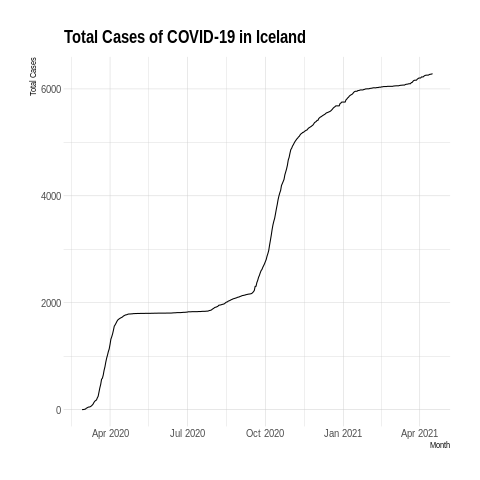 Total Cases of COVID-19 in Iceland
Total Cases
6000
4000
2000
0
Apr 2020 Jul 2020 Oct 2020 Jan 2021 Apr 2021
Month